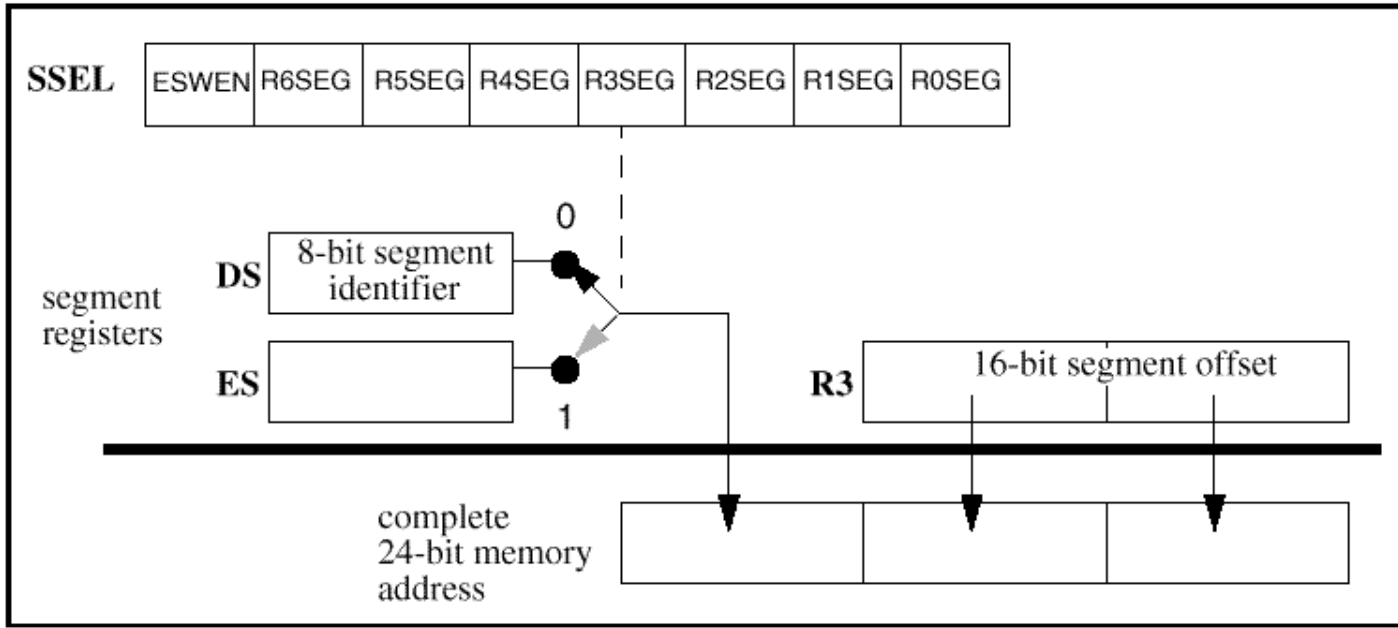 SSEL ESWEN R6SEG R5SEG R4SEG R3SEG R2SEG R1SEG R0SEG
0
DS 8-bit segment
identifier
segment
registers
ES
1
R3 16-bit segment offset
complete
24-bit memory
address